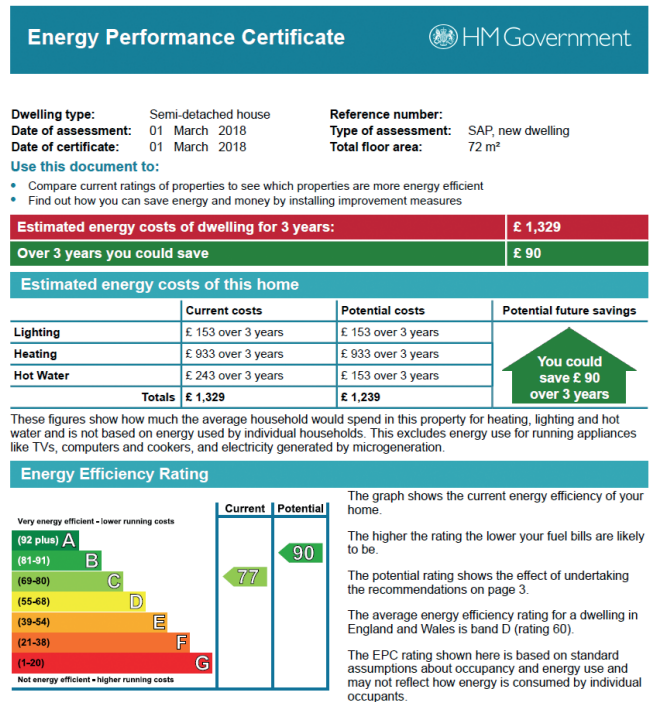 Energy Performance Certificate
HM Government
Dwelling type: Semi-detached house
Date of assessment: 01 March 2018
Date of certificate: 01 March 2018
Reference number:
Type of assessment: SAP, new dwelling
Total floor area: 72 m²
Use this document to:
• Compare current ratings of properties to see which properties are more energy efficient
• Find out how you can save energy and money by installing improvement measures
Estimated energy costs of dwelling for 3 years: £ 1,329
Over 3 years you could save £ 90
Estimated energy costs of this home
Current costs Potential costs Potential future savings
Lighting £ 153 over 3 years £ 153 over 3 years
Heating £ 933 over 3 years £ 933 over 3 years
Hot Water £ 243 over 3 years £ 153 over 3 years
Totals £ 1,329 £ 1,239
You could
save £ 90
over 3 years
These figures show how much the average household would spend in this property for heating, lighting and hot
water and is not based on energy used by individual households. This excludes energy use for running appliances
like TVs, computers and cookers, and electricity generated by microgeneration.
Energy Efficiency Rating
Current Potential
Very energy efficient - lower running costs
(92 plus) A
(81-91) B
(69-80) C
(55-68) D
(39-54) E
(21-38) F
(1-20) G
Not energy efficient - higher running costs
77
90
The graph shows the current energy efficiency of your
home.
The higher the rating the lower your fuel bills are likely
to be.
The potential rating shows the effect of undertaking
the recommendations on page 3.
The average energy efficiency rating for a dwelling in
England and Wales is band D (rating 60).
The EPC rating shown here is based on standard
assumptions about occupancy and energy use and
may not reflect how energy is consumed by individual
occupants.